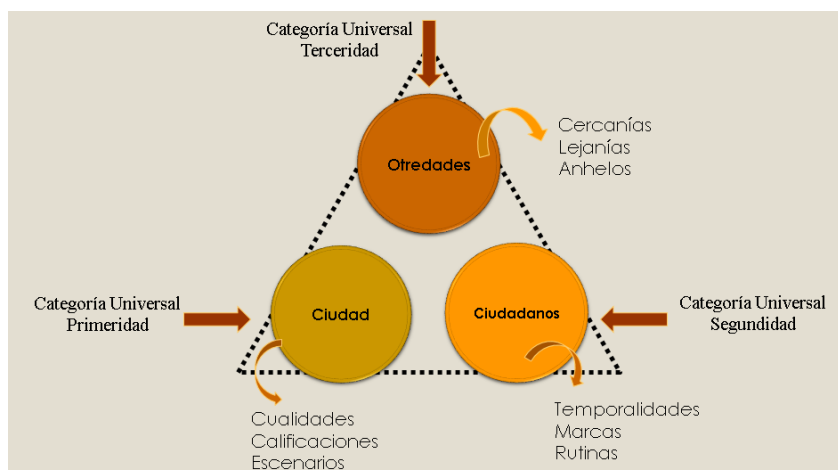 Categoría Universal
Terceridad
Otredades
Cercanías
Lejanías
Anhelos
Categoría Universal
Primeridad
Ciudad
Ciudadanos
Categoría Universal
Segundidad
Cualidades
Calificaciones
Escenarios
Temporalidades
Marcas
Rutinas